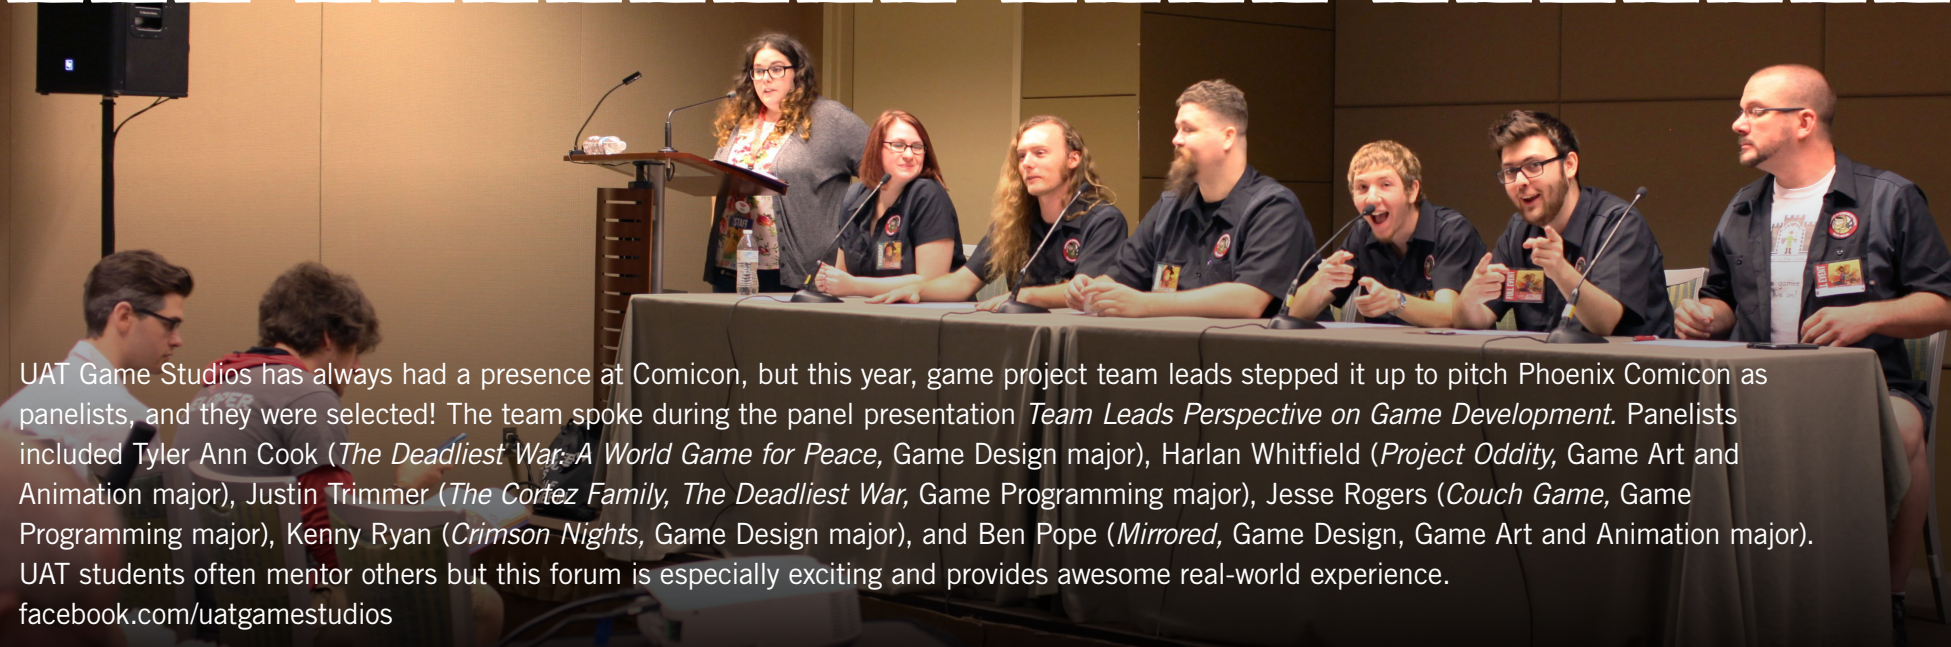 STAFF
UAT Game Studios has always had a presence at Comicon, but this year, game project team leads stepped it up to pitch Phoenix Comicon as
panelists, and they were selected! The team spoke during the panel presentation Team Leads Perspective on Game Development. Panelists
included Tyler Ann Cook (The Deadliest War: A World Game for Peace, Game Design major), Harlan Whitfield (Project Oddity, Game Art and
Animation major), Justin Trimmer (The Cortez Family, The Deadliest War, Game Programming major), Jesse Rogers (Couch Game, Game
Programming major), Kenny Ryan (Crimson Nights, Game Design major), and Ben Pope (Mirrored, Game Design, Game Art and Animation major).
UAT students often mentor others but this forum is especially exciting and provides awesome real-world experience.
facebook.com/uatgamestudios